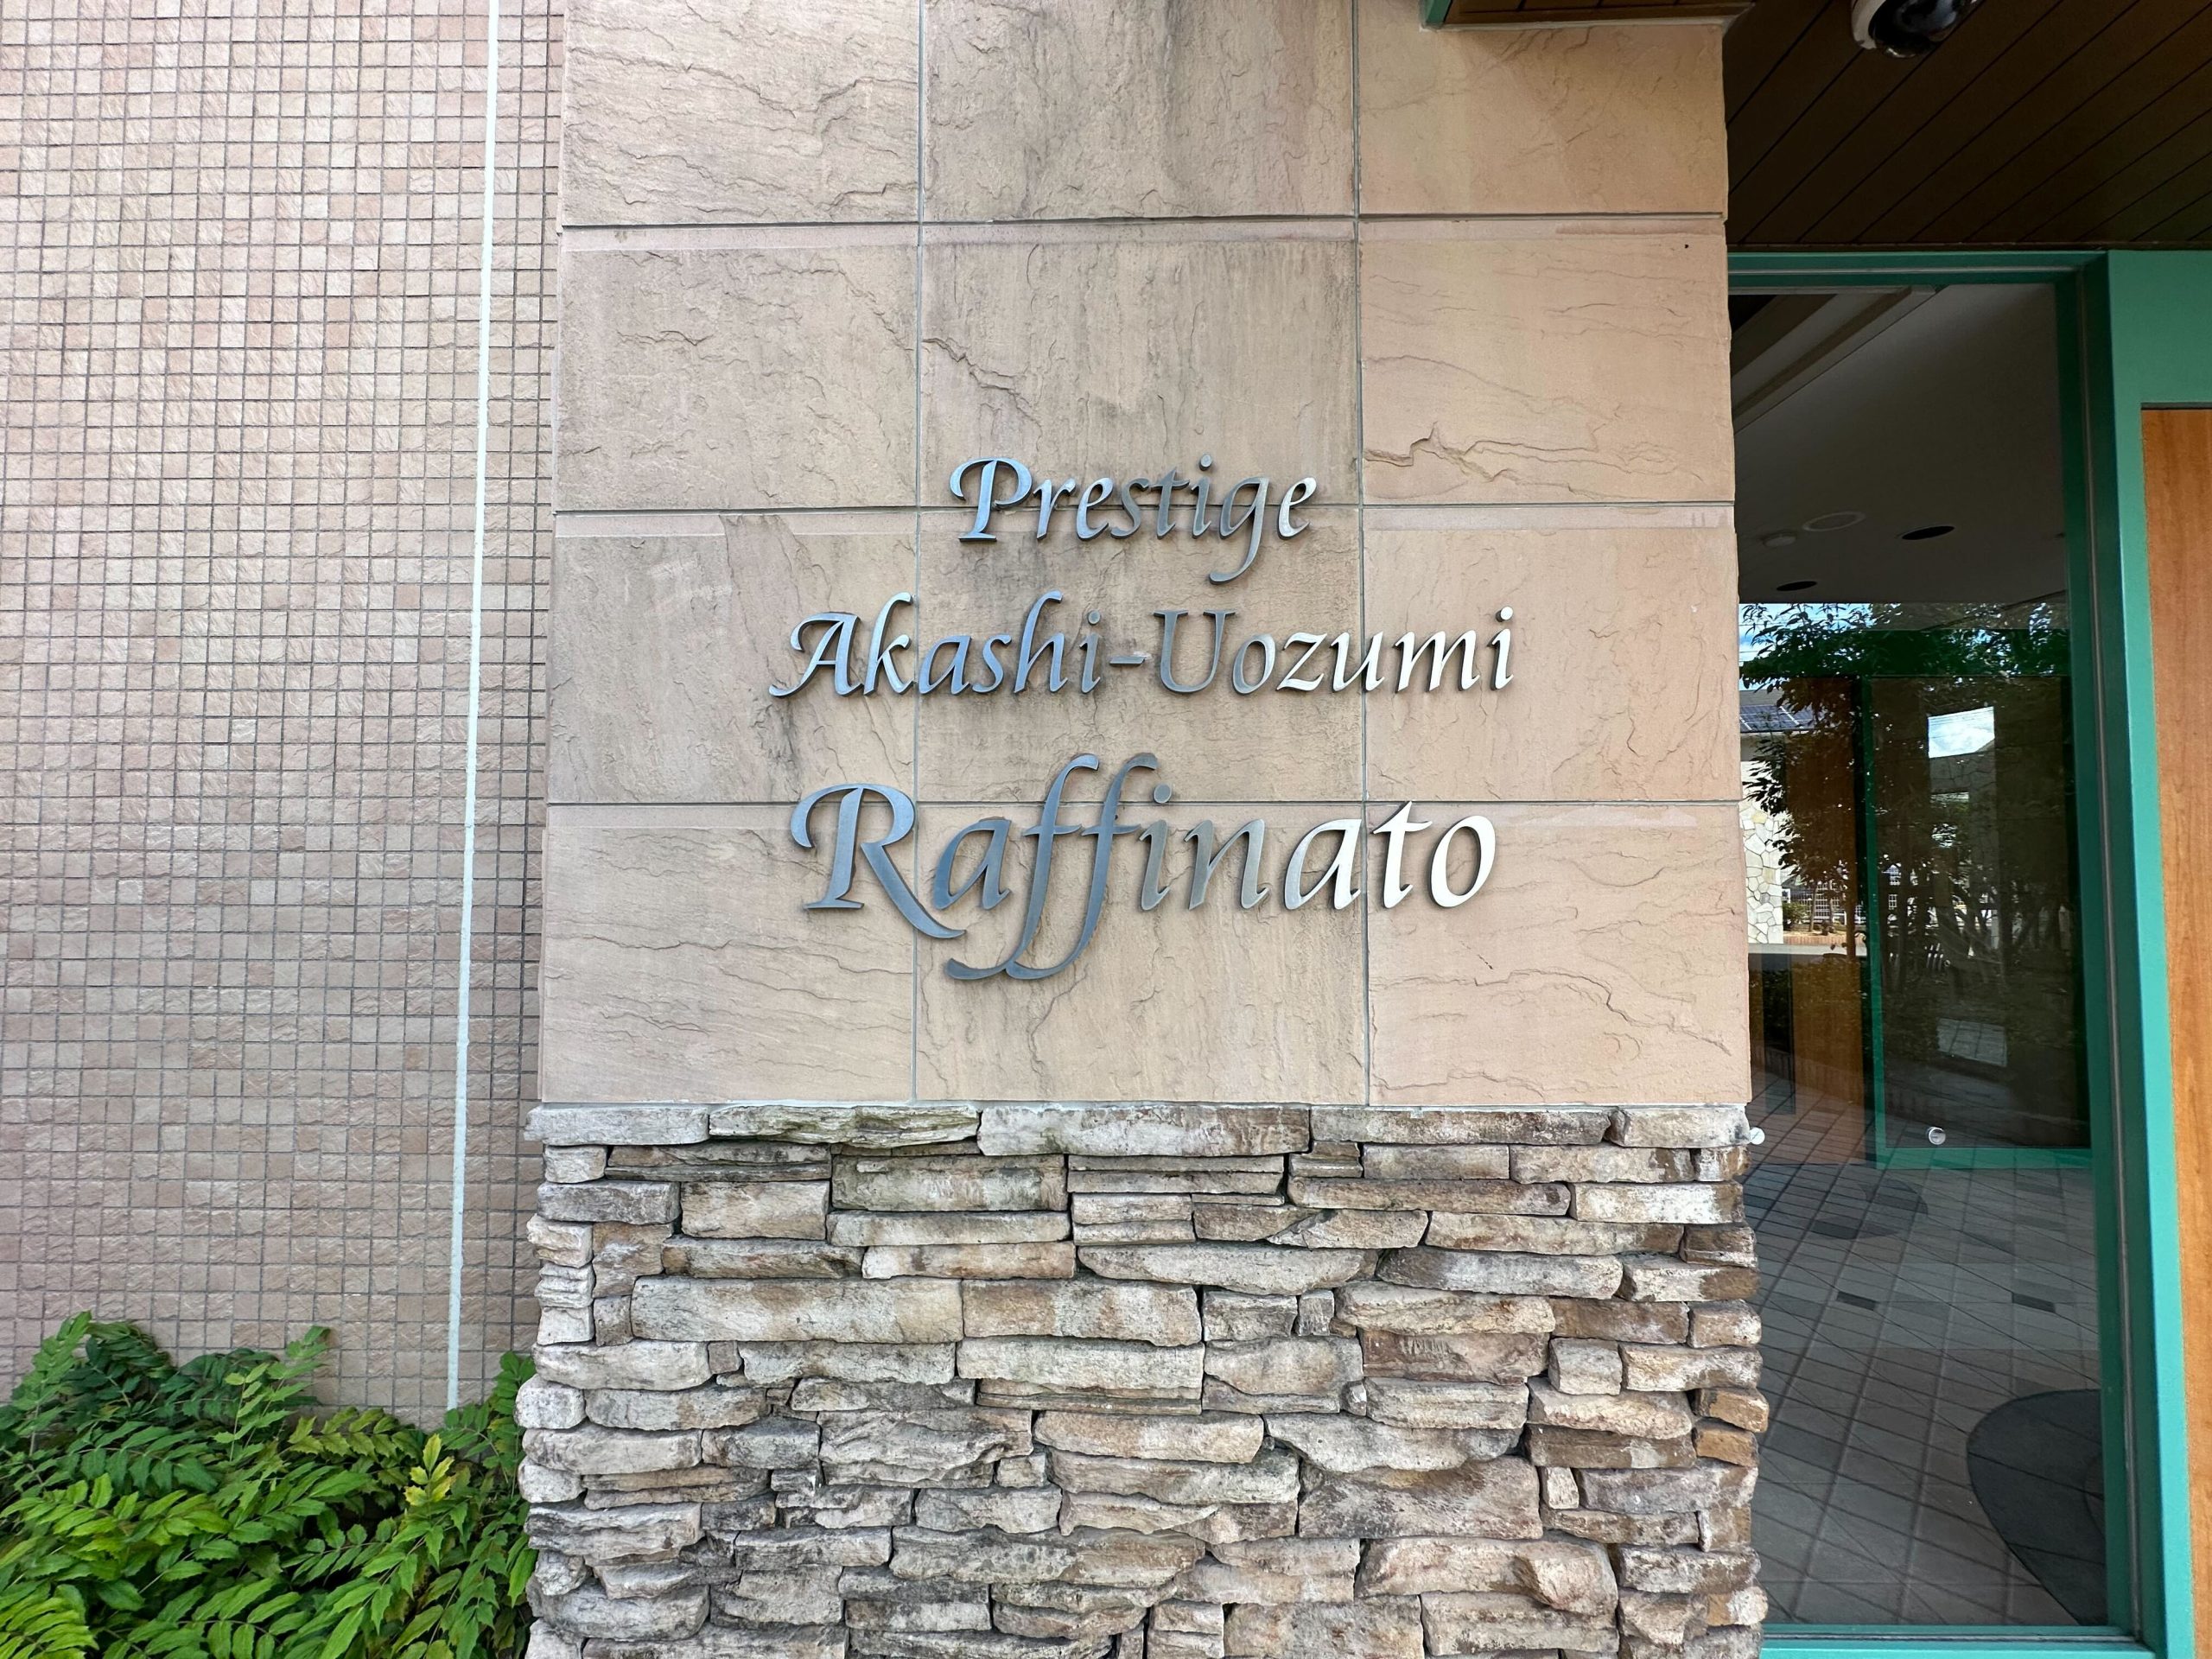 Prestige
Akashi-Uozumi
Raffinato